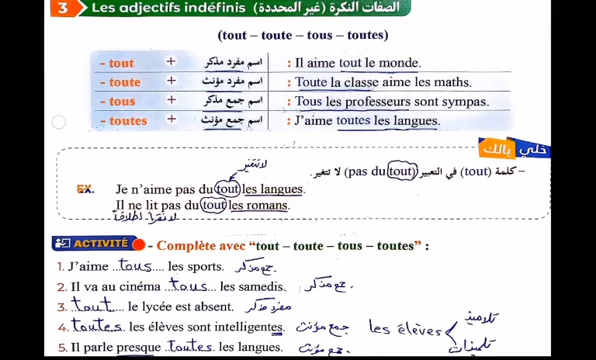 3 Les adjectifs indéfinis الصفات النكرة (غير المحددة)
(tout – toute – tous – toutes)
- tout + اسم مفرد مذكر : Il aime tout le monde.
- toute + اسم مفرد مؤنث : Toute la classe aime les maths.
- tous + اسم جمع مذكر : Tous les professeurs sont sympas.
- toutes + اسم جمع مؤنث : J'aime toutes les langues.
خلي بالك
– كلمة (tout) في التعبير (pas du tout) لا تتغير.
لا تتغير
EX. Je n'aime pas du tout les langues.
Il ne lit pas du tout les romans.
لا تقرأ اطلاقاً
ACTIVITÉ - Complète avec "tout – toute – tous – toutes" :
1. J'aime ..tous.... les sports. جمع مذكر.
2. Il va au cinéma ..tous... les samedis. جمع مذكر.
3. ..tout.... le lycée est absent. مفرد مذكر
4. toutes. les élèves sont intelligentes. جمع مؤنث les élèves تلاميذ
تلميذات
5. Il parle presque ..toutes.. les langues. جمع مؤنث.